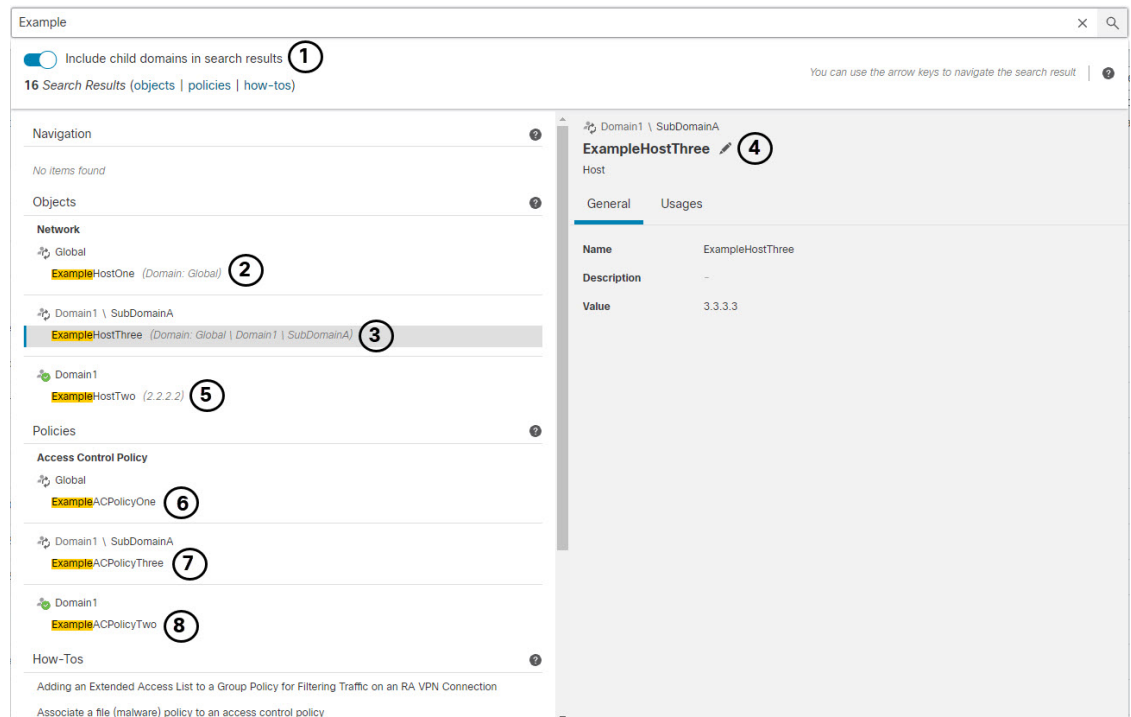 Example
Include child domains in search results 1
16 Search Results (objects | policies | how-tos)
You can use the arrow keys to navigate the search result
Navigation
No items found
Objects
Network
Global
ExampleHostOne (Domain: Global) 2
Domain1 \ SubDomainA
ExampleHostThree (Domain: Global \ Domain1 \ SubDomainA) 3
Domain1
ExampleHostTwo (2.2.2.2) 5
Policies
Access Control Policy
Global
ExampleACPolicyOne 6
Domain1 \ SubDomainA
ExampleACPolicyThree 7
Domain1
ExampleACPolicyTwo 8
How-Tos
Adding an Extended Access List to a Group Policy for Filtering Traffic on an RA VPN Connection
Associate a file (malware) policy to an access control policy
Domain1 \ SubDomainA
ExampleHostThree 4
Host
General Usages
Name ExampleHostThree
Description –
Value 3.3.3.3